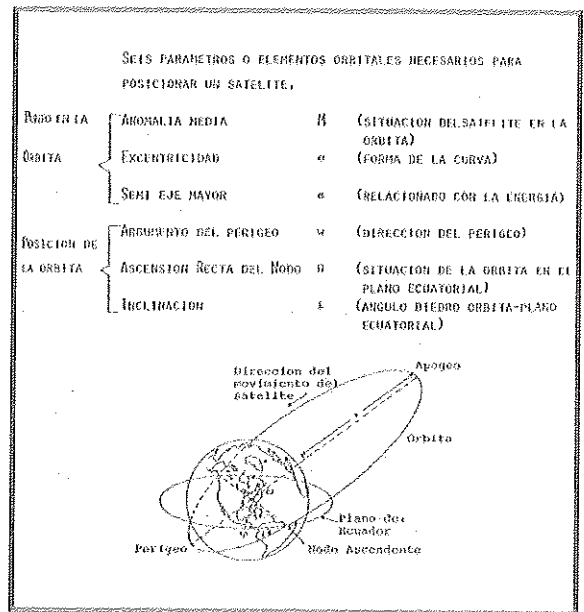 SEIS PARAMETROS O ELEMENTOS ORBITALES NECESARIOS PARA
POSICIONAR UN SATELITE.
ANOMALIA MEDIA M (SITUACION DEL SATELITE EN LA
ORBITA)
ORBITA EXCENTRICIDAD e (FORMA DE LA CURVA)
SEMI EJE MAYOR a (RELACIONADO CON LA ENERGIA)
ARGUMENTO DEL PERIGEO w (DIRECCION DEL PERIGEO)
POSICION DE
LA ORBITA ASCENSION RECTA DEL NODO Ω (SITUACION DE LA ORBITA EN EL
PLANO ECUATORIAL)
INCLINACION i (ANGULO DIEDRO ORBITA-PLANO
ECUATORIAL)
Direccion del
movimiento de
satelite
Apogeo
Orbita
Plano de
Ecuador
Perigeo
Nodo Ascendente